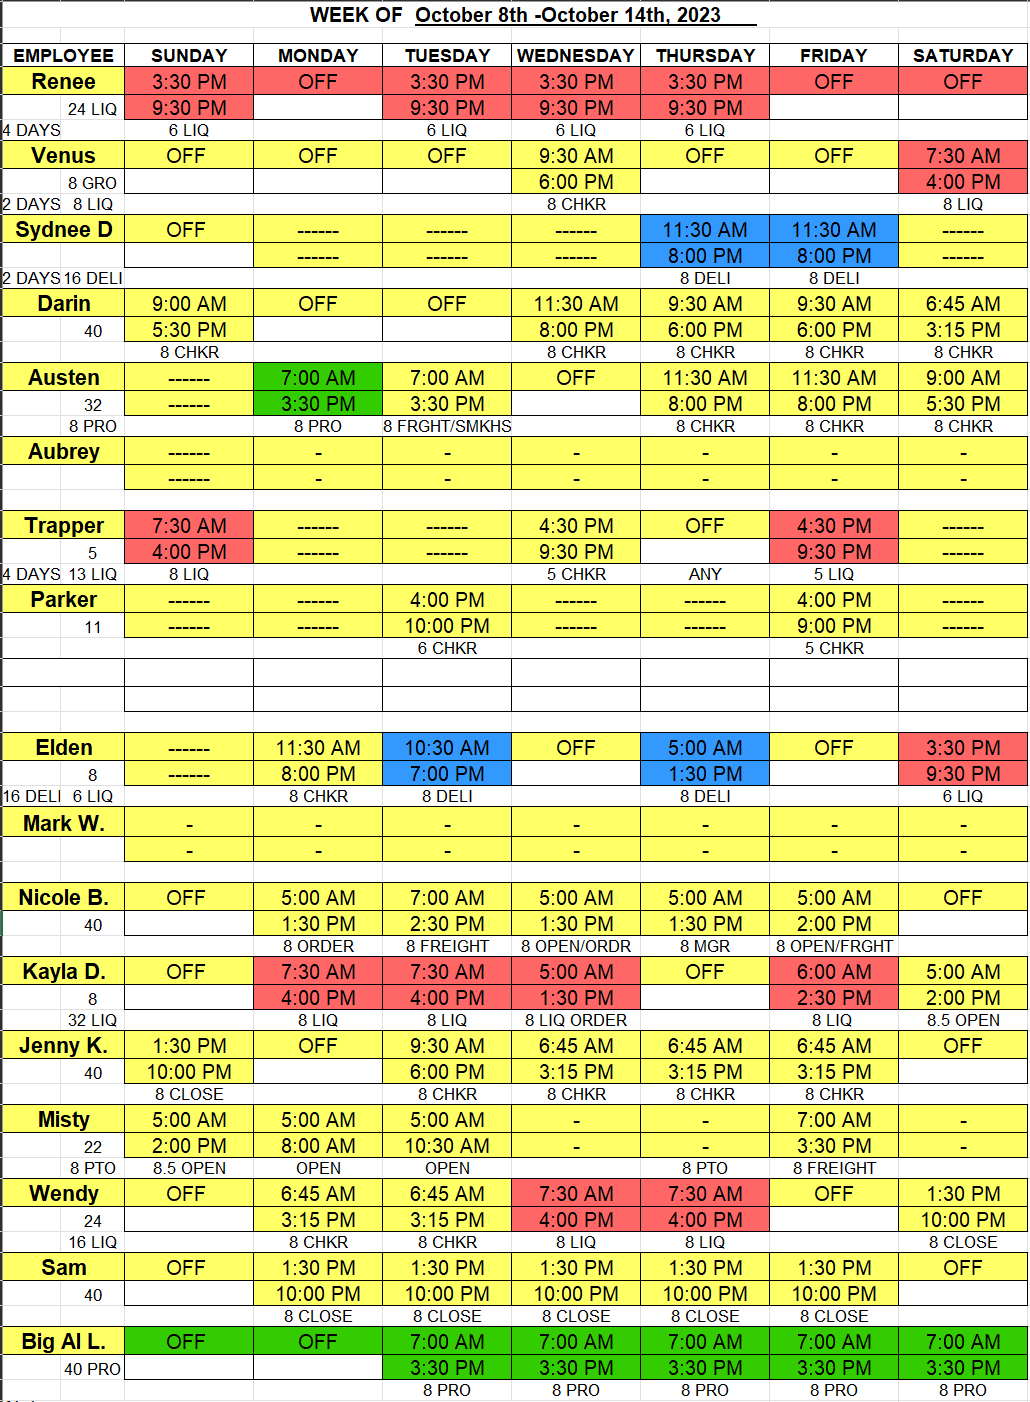 WEEK OF October 8th -October 14th, 2023
EMPLOYEE SUNDAY MONDAY TUESDAY WEDNESDAY THURSDAY FRIDAY SATURDAY
Renee 3:30 PM OFF 3:30 PM 3:30 PM 3:30 PM OFF OFF
24 LIQ 9:30 PM 9:30 PM 9:30 PM 9:30 PM
4 DAYS 6 LIQ 6 LIQ 6 LIQ 6 LIQ
Venus OFF OFF OFF 9:30 AM OFF OFF 7:30 AM
8 GRO 6:00 PM 4:00 PM
2 DAYS 8 LIQ 8 CHKR 8 LIQ
Sydnee D OFF ------ ------ ------ 11:30 AM 11:30 AM ------
------ ------ ------ 8:00 PM 8:00 PM ------
2 DAYS 16 DELI 8 DELI 8 DELI
Darin 9:00 AM OFF OFF 11:30 AM 9:30 AM 9:30 AM 6:45 AM
40 5:30 PM 8:00 PM 6:00 PM 6:00 PM 3:15 PM
8 CHKR 8 CHKR 8 CHKR 8 CHKR 8 CHKR
Austen ------ 7:00 AM 7:00 AM OFF 11:30 AM 11:30 AM 9:00 AM
32 ------ 3:30 PM 3:30 PM 8:00 PM 8:00 PM 5:30 PM
8 PRO 8 PRO 8 FRGHT/SMKHS 8 CHKR 8 CHKR 8 CHKR
Aubrey ------ - - - - - -
------ - - - - - -
Trapper 7:30 AM ------ ------ 4:30 PM OFF 4:30 PM ------
5 4:00 PM ------ ------ 9:30 PM 9:30 PM ------
4 DAYS 13 LIQ 8 LIQ 5 CHKR ANY 5 LIQ
Parker ------ ------ 4:00 PM ------ ------ 4:00 PM ------
11 ------ ------ 10:00 PM ------ ------ 9:00 PM ------
6 CHKR 5 CHKR
Elden ------ 11:30 AM 10:30 AM OFF 5:00 AM OFF 3:30 PM
8 ------ 8:00 PM 7:00 PM 1:30 PM 9:30 PM
16 DELI 6 LIQ 8 CHKR 8 DELI 8 DELI 6 LIQ
Mark W. - - - - - - -
- - - - - - -
Nicole B. OFF 5:00 AM 7:00 AM 5:00 AM 5:00 AM 5:00 AM OFF
40 1:30 PM 2:30 PM 1:30 PM 1:30 PM 2:00 PM
8 ORDER 8 FREIGHT 8 OPEN/ORDR 8 MGR 8 OPEN/FRGHT
Kayla D. OFF 7:30 AM 7:30 AM 5:00 AM OFF 6:00 AM 5:00 AM
8 4:00 PM 4:00 PM 1:30 PM 2:30 PM 2:00 PM
32 LIQ 8 LIQ 8 LIQ 8 LIQ ORDER 8 LIQ 8.5 OPEN
Jenny K. 1:30 PM OFF 9:30 AM 6:45 AM 6:45 AM 6:45 AM OFF
40 10:00 PM 6:00 PM 3:15 PM 3:15 PM 3:15 PM
8 CLOSE 8 CHKR 8 CHKR 8 CHKR 8 CHKR
Misty 5:00 AM 5:00 AM 5:00 AM - - 7:00 AM -
22 2:00 PM 8:00 AM 10:30 AM - - 3:30 PM -
8 PTO 8.5 OPEN OPEN OPEN 8 PTO 8 FREIGHT
Wendy OFF 6:45 AM 6:45 AM 7:30 AM 7:30 AM OFF 1:30 PM
24 3:15 PM 3:15 PM 4:00 PM 4:00 PM 10:00 PM
16 LIQ 8 CHKR 8 CHKR 8 LIQ 8 LIQ 8 CLOSE
Sam OFF 1:30 PM 1:30 PM 1:30 PM 1:30 PM 1:30 PM OFF
40 10:00 PM 10:00 PM 10:00 PM 10:00 PM 10:00 PM
8 CLOSE 8 CLOSE 8 CLOSE 8 CLOSE 8 CLOSE
Big Al L. OFF OFF 7:00 AM 7:00 AM 7:00 AM 7:00 AM 7:00 AM
40 PRO 3:30 PM 3:30 PM 3:30 PM 3:30 PM 3:30 PM
8 PRO 8 PRO 8 PRO 8 PRO 8 PRO